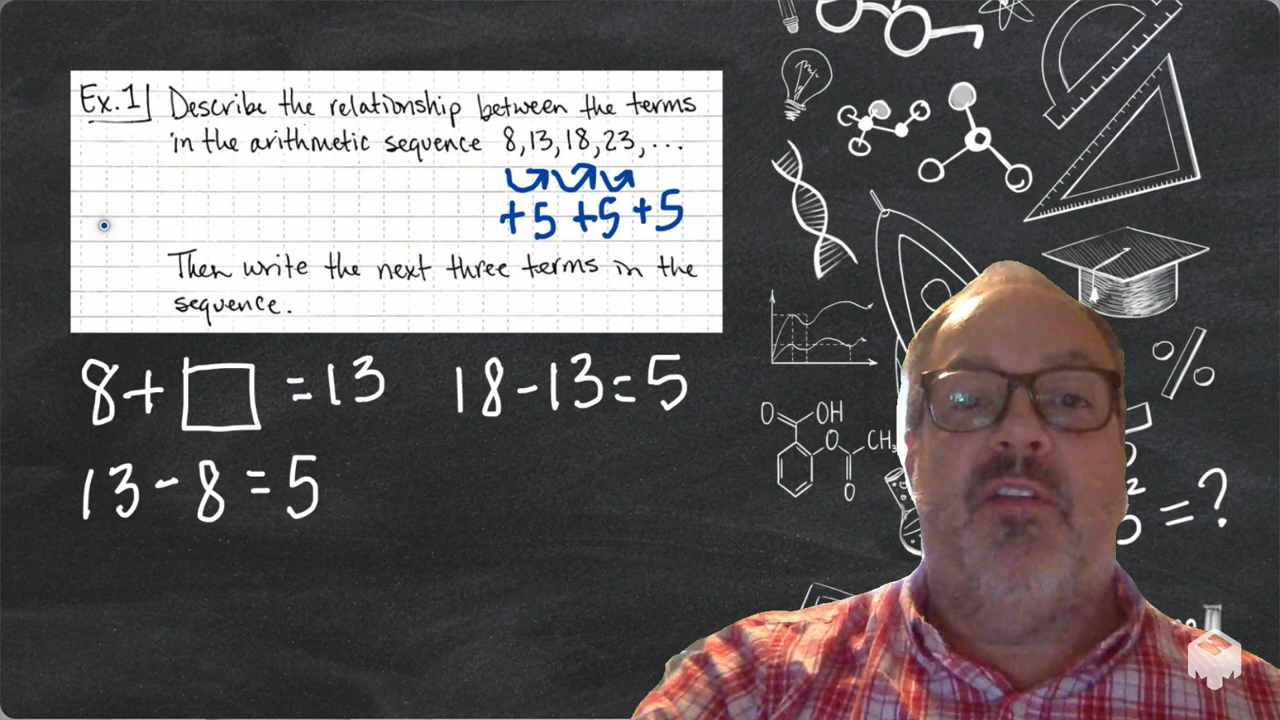 Ex.1 Describe the relationship between the terms
in the arithmetic sequence 8,13,18,23,...
+5 +5 +5
Then write the next three terms in the
sequence.
8+□=13 18-13=5
13-8=5
%
O OH
O CH₃
O
=?